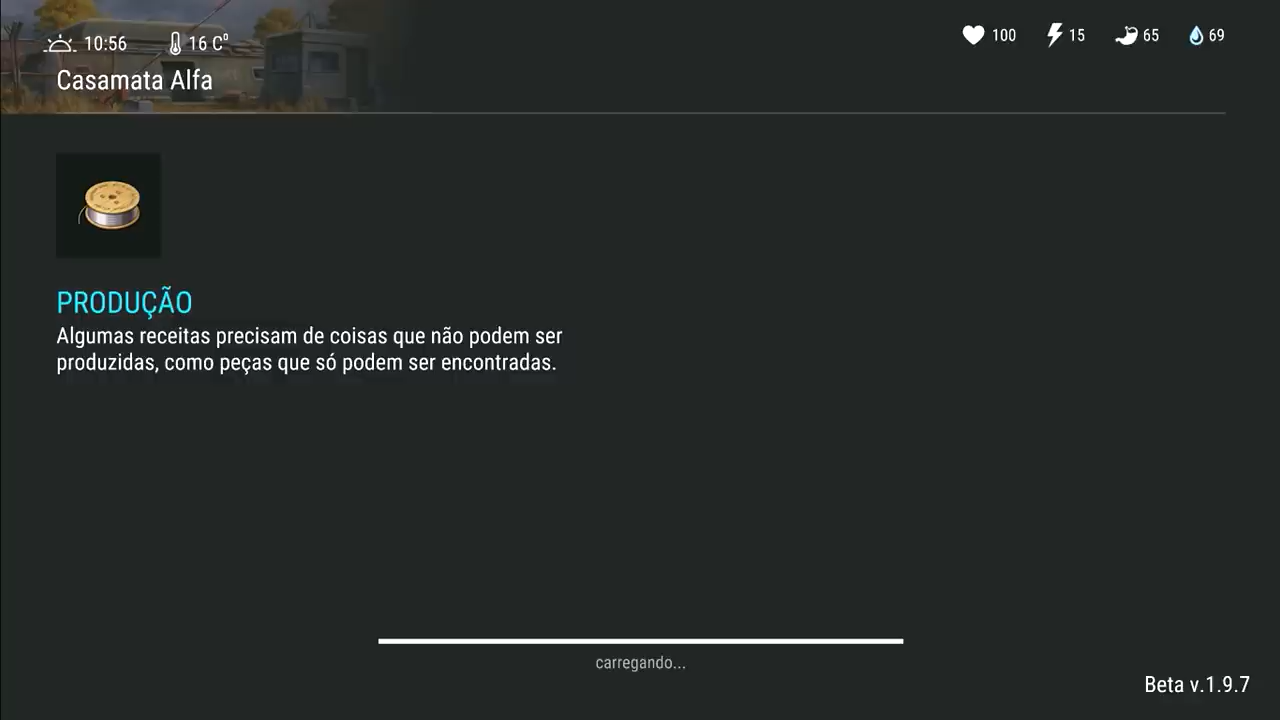 10:56 16 C⁰ 100 15 65 69
Casamata Alfa
PRODUÇÃO
Algumas receitas precisam de coisas que não podem ser
produzidas, como peças que só podem ser encontradas.
carregando...
Beta v.1.9.7